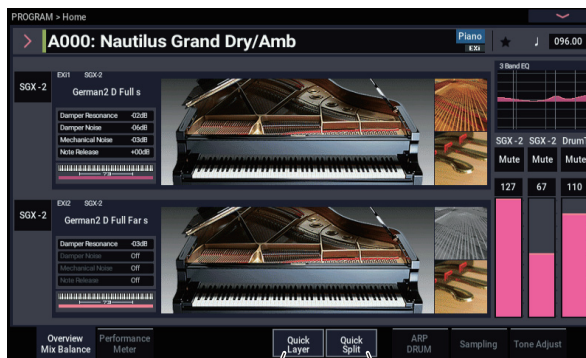 PROGRAM > Home
A000: Nautilus Grand Dry/Amb
Piano
EXi
♩ 096.00
EXi1 SGX-2
SGX-2
German2 D Full s
Damper Resonance -02dB
Damper Noise -06dB
Mechanical Noise -03dB
Note Release +00dB
73
3 Band EQ
SGX-2 SGX-2 DrumT
Mute Mute Mute
127 67 110
EXi2 SGX-2
SGX-2
German2 D Full Far s
Damper Resonance -03dB
Damper Noise Off
Mechanical Noise Off
Note Release Off
73
Overview
Mix Balance
Performance
Meter
Quick
Layer
Quick
Split
ARP
DRUM
Sampling
Tone Adjust